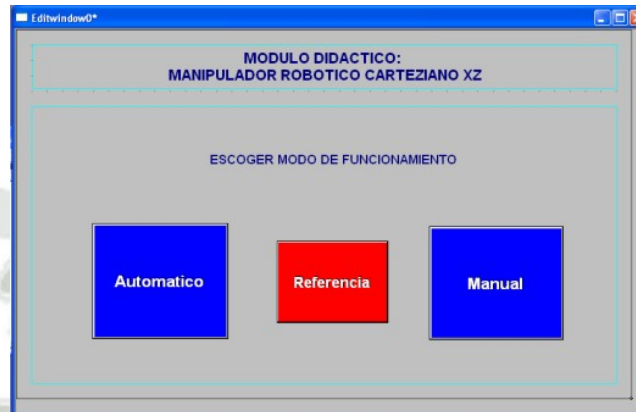 Editwindow0*
MODULO DIDACTICO:
MANIPULADOR ROBOTICO CARTEZIANO XZ
ESCOGER MODO DE FUNCIONAMIENTO
Automatico
Referencia
Manual